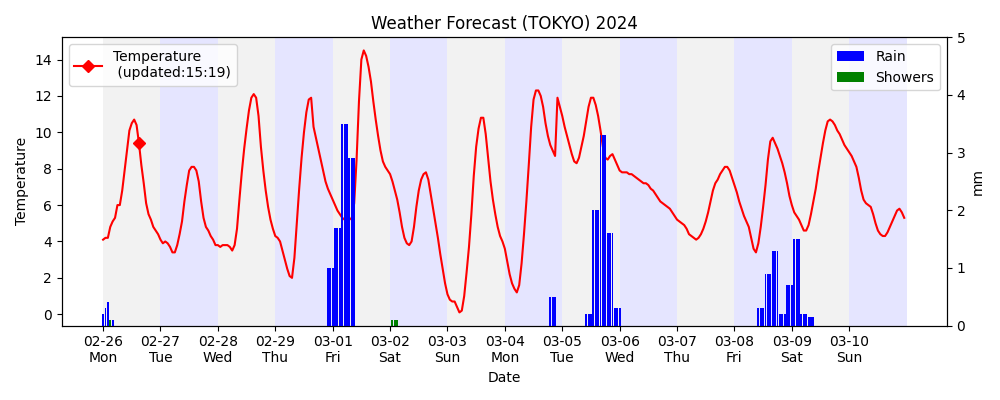 Weather Forecast (TOKYO) 2024
Temperature
(updated:15:19)
Rain
Showers
Temperature
14
12
10
8
6
4
2
0
5
4
3
2
1
0
mm
02-26 02-27 02-28 02-29 03-01 03-02 03-03 03-04 03-05 03-06 03-07 03-08 03-09 03-10
Mon Tue Wed Thu Fri Sat Sun Mon Tue Wed Thu Fri Sat Sun
Date